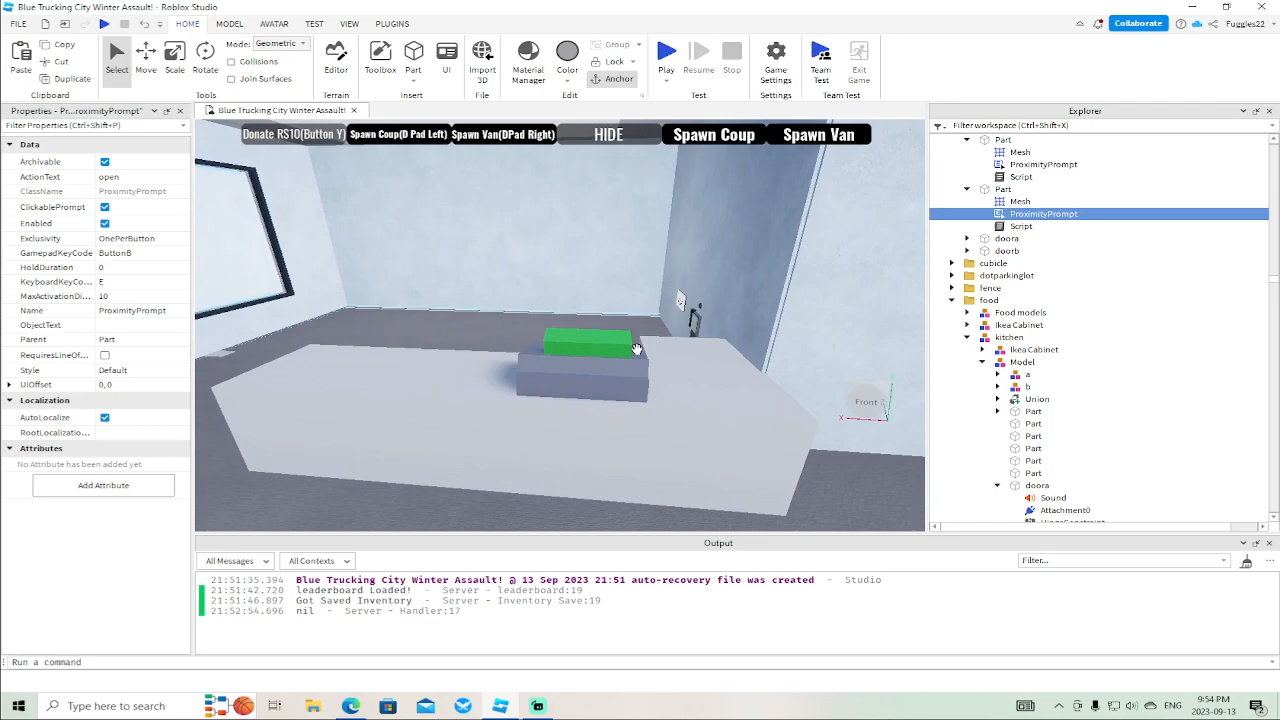 Blue Trucking City Winter Assault! - Roblox Studio
FILE HOME MODEL AVATAR TEST VIEW PLUGINS Collaborate Fuggies22
Paste Copy Cut Duplicate Select Move Scale Rotate Mode: Geometric Collisions Join Surfaces Editor Toolbox Part UI Import 3D Material Manager Color Group Lock Anchor Play Resume Stop Game Settings Team Test Exit Game
Clipboard Tools Terrain Insert File Edit Test Settings Team Test
Properties - Pr...roximityPrompt" Blue Trucking City Winter Assault! Explorer
Filter Properties (Ctrl+Shift+P)
Data
Archivable
ActionText open
ClassName ProximityPrompt
ClickablePrompt
Enabled
Exclusivity OnePerButton
GamepadKeyCode ButtonB
HoldDuration 0
KeyboardKeyCo... E
MaxActivationDi... 10
Name ProximityPrompt
ObjectText
Parent Part
RequiresLineOf...
Style Default
UIOffset 0, 0
Localization
AutoLocalize
RootLocalizatio...
Attributes
No Attribute has been added yet
Add Attribute
Donate RS10(Button Y) Spawn Coup(D Pad Left) Spawn Van(DPad Right) HIDE Spawn Coup Spawn Van
Front
X
Filter workspace (Ctrl+Shift+X)
Part
Mesh
ProximityPrompt
Script
Part
Mesh
ProximityPrompt
Script
doora
doorb
cubicle
dotparkinglot
fence
food
Food models
Ikea Cabinet
kitchen
Ikea Cabinet
Model
a
b
Union
Part
Part
Part
Part
Part
Part
doora
Sound
Attachment0
HingeConstraint
Output
All Messages All Contexts Filter...
21:51:35.394 Blue Trucking City Winter Assault! @ 13 Sep 2023 21:51 auto-recovery file was created - Studio
21:51:42.720 leaderboard Loaded! - Server - leaderboard:19
21:51:46.897 Got Saved Inventory - Server - Inventory Save:19
21:52:54.696 nil - Server - Handler:17
Run a command
Type here to search
ENG 9:54 PM
2023-09-13
2